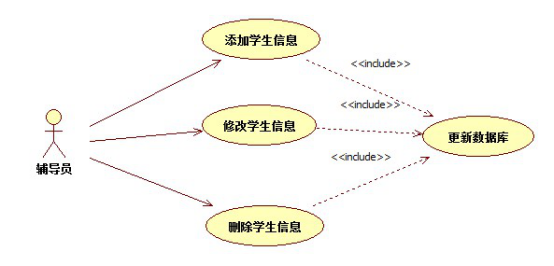 添加学生信息
<<include>>
<<include>>
修改学生信息
更新数据库
<<include>>
辅导员
删除学生信息